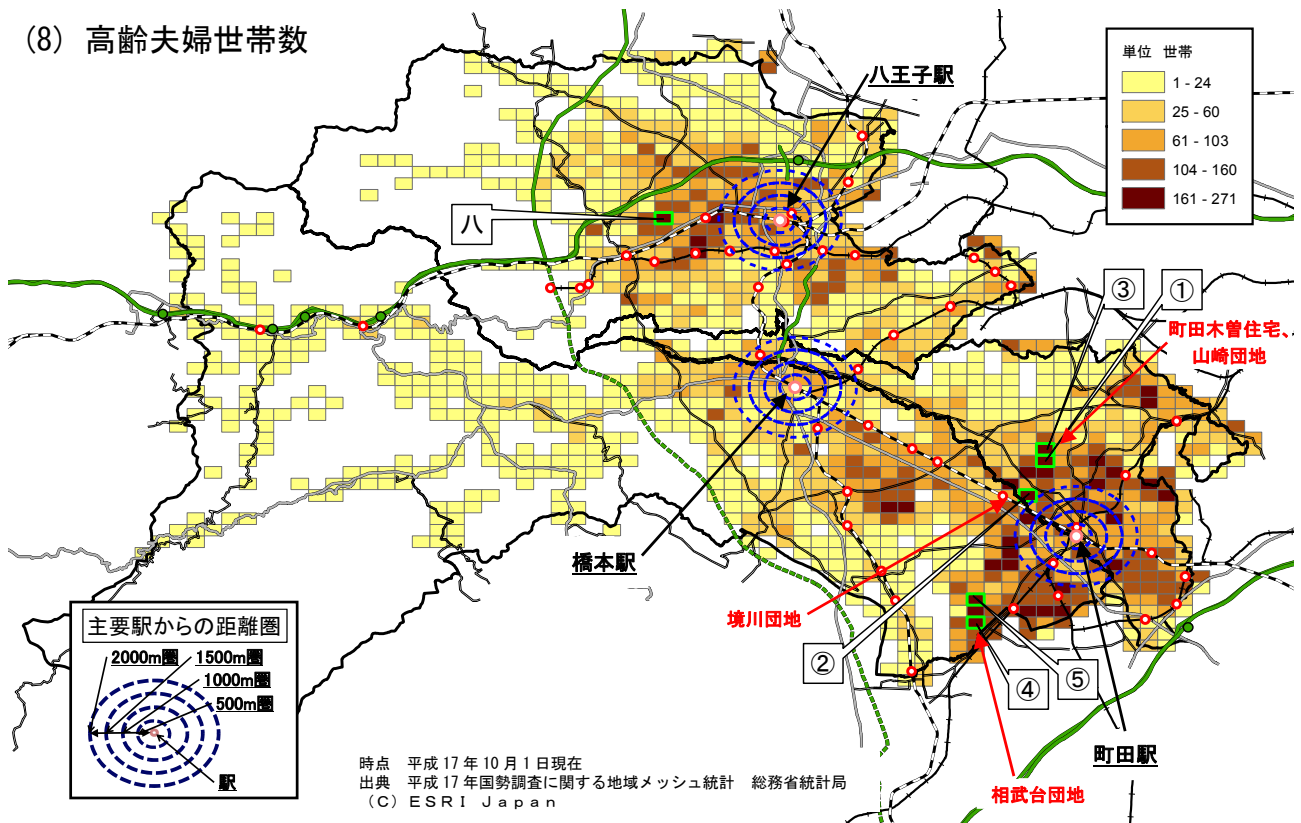 (8) 高齢夫婦世帯数
単位 世帯
1 - 24
25 - 60
61 - 103
104 - 160
161 - 271
八王子駅
八
③
①
町田木曽住宅、
山崎団地
橋本駅
境川団地
②
④
⑤
町田駅
相武台団地
主要駅からの距離圏
2000m圏
1500m圏
1000m圏
500m圏
駅
時点 平成17年10月1日現在
出典 平成17年国勢調査に関する地域メッシュ統計 総務省統計局
(C) ESRI Japan